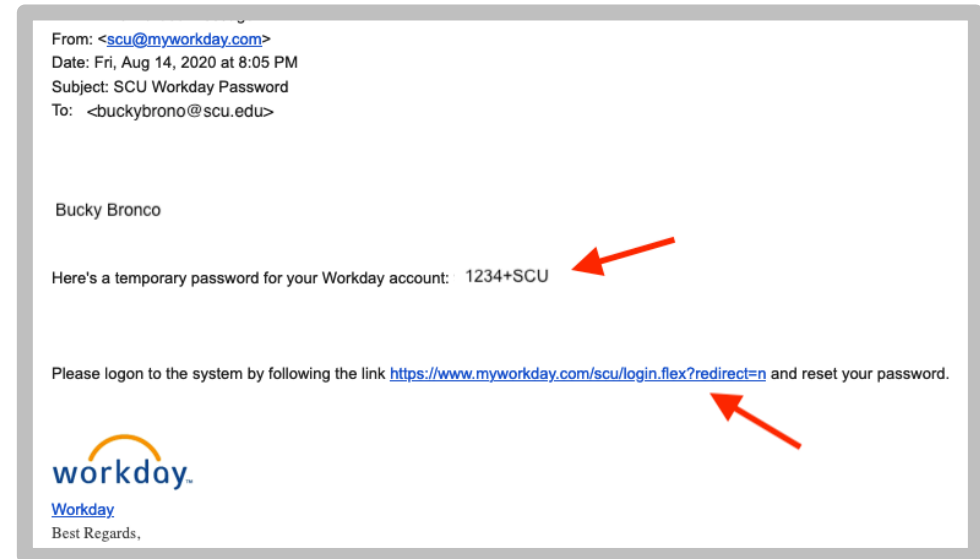 From: <scu@myworkday.com>
Date: Fri, Aug 14, 2020 at 8:05 PM
Subject: SCU Workday Password
To: <buckybrono@scu.edu>
Bucky Bronco
Here's a temporary password for your Workday account: 1234+SCU
Please logon to the system by following the link https://www.myworkday.com/scu/login.flex?redirect=n and reset your password.
workday™
Workday
Best Regards,